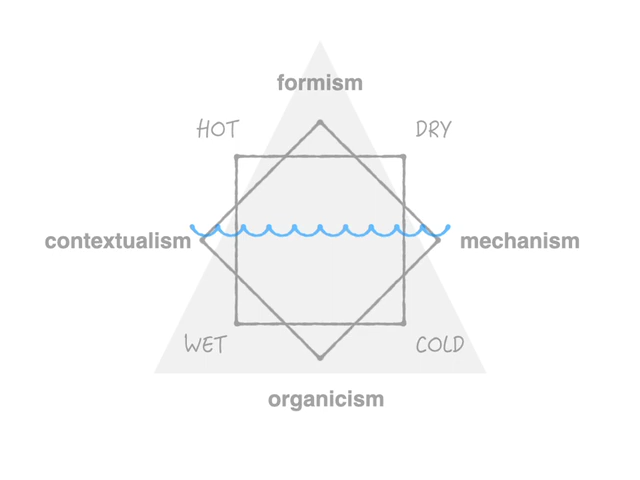 formism
HOT
DRY
contextualism
mechanism
WET
COLD
organicism